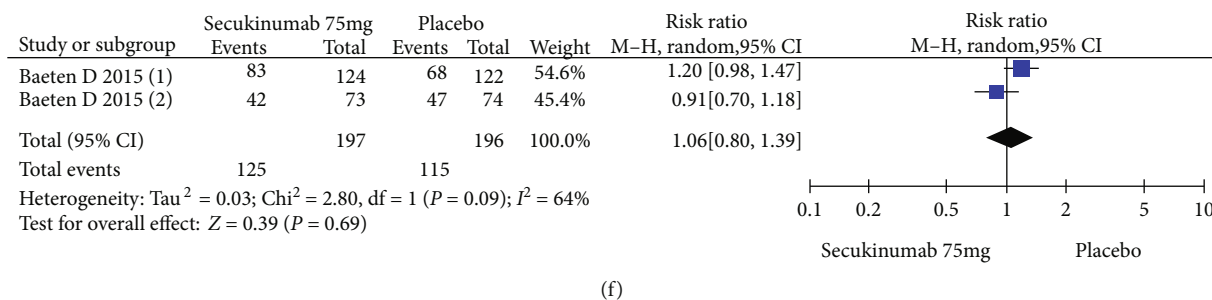 Secukinumab 75mg Placebo Risk ratio Risk ratio
Study or subgroup Events Total Events Total Weight M–H, random,95% CI M–H, random,95% CI
Baeten D 2015 (1) 83 124 68 122 54.6% 1.20 [0.98, 1.47]
Baeten D 2015 (2) 42 73 47 74 45.4% 0.91[0.70, 1.18]
Total (95% CI) 197 196 100.0% 1.06[0.80, 1.39]
Total events 125 115
Heterogeneity: Tau² = 0.03; Chi² = 2.80, df = 1 (P = 0.09); I² = 64%
Test for overall effect: Z = 0.39 (P = 0.69)
0.1 0.2 0.5 1 2 5 10
Secukinumab 75mg Placebo
(f)